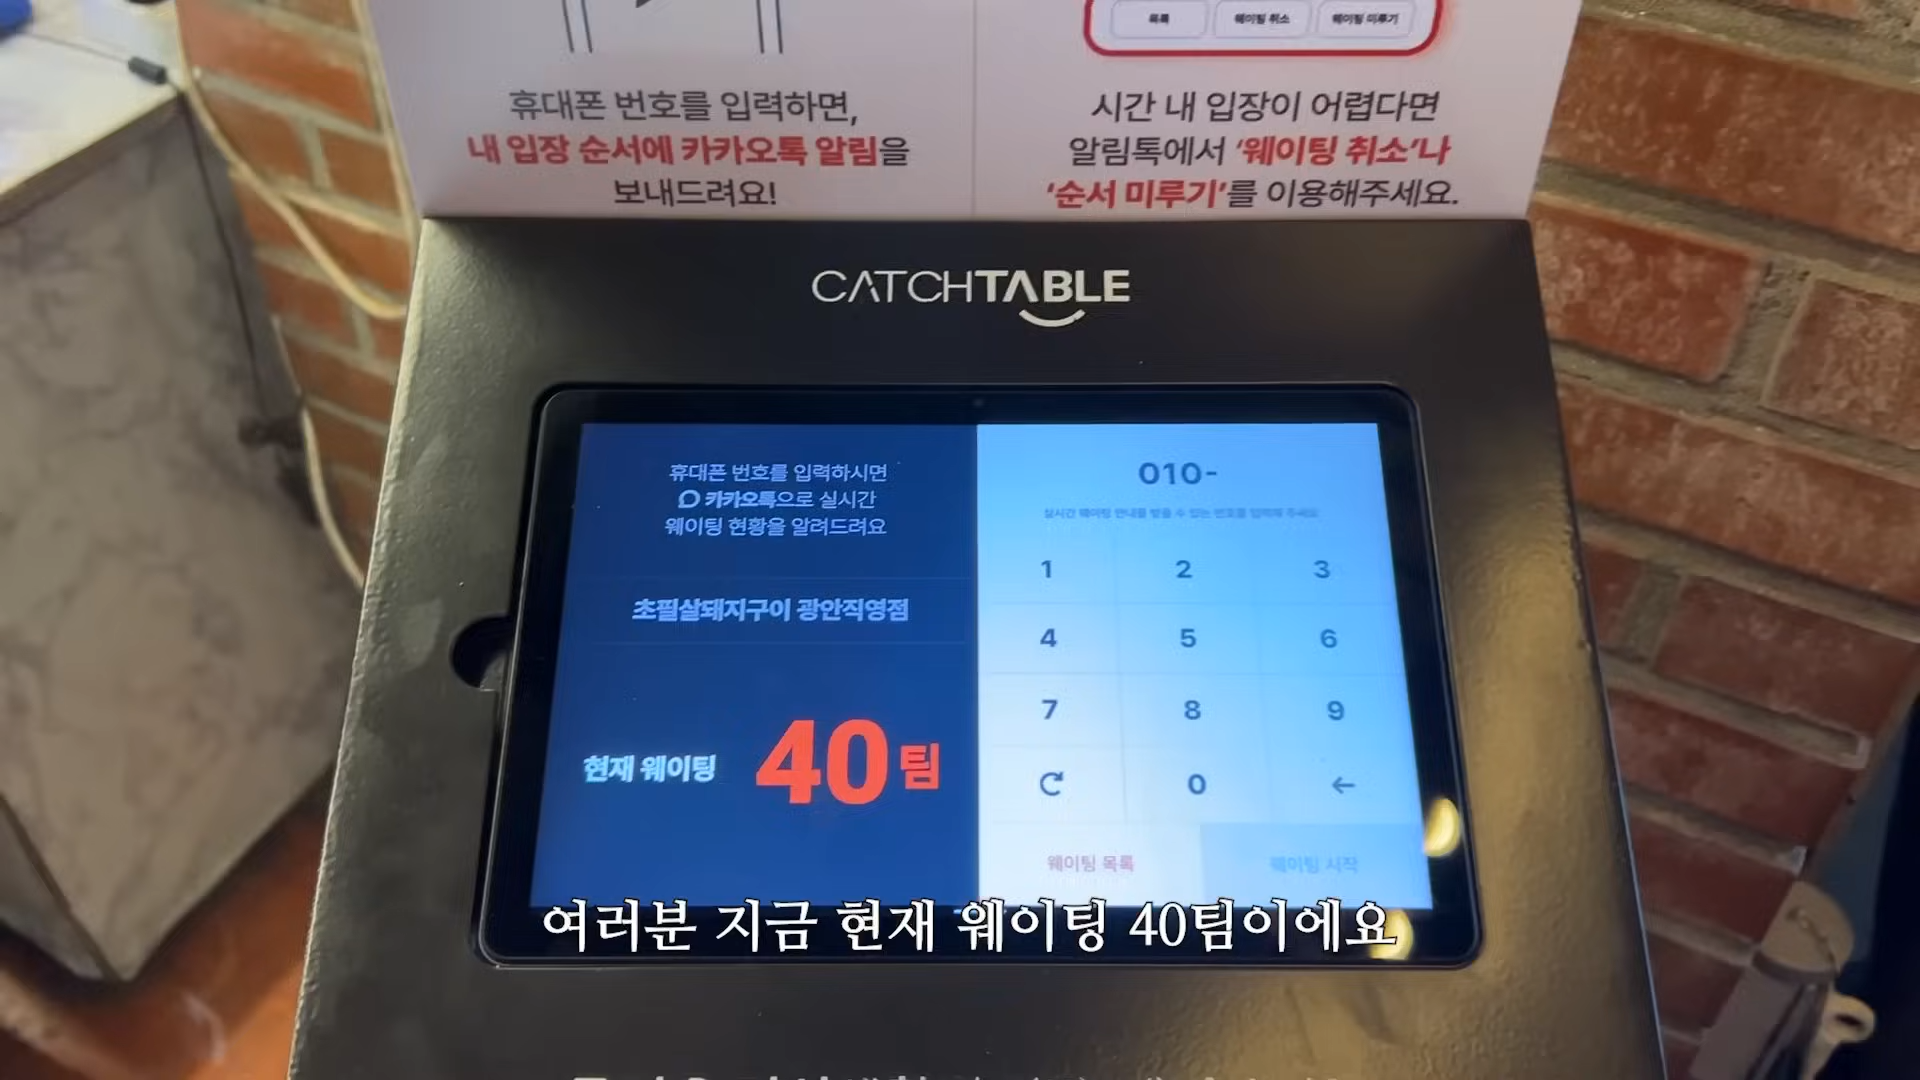 목록
웨이팅 취소
웨이팅 미루기
휴대폰 번호를 입력하면,
내 입장 순서에 카카오톡 알림을
보내드려요!
시간 내 입장이 어렵다면
알림톡에서 ‘웨이팅 취소’나
‘순서 미루기’를 이용해주세요.
CATCHTABLE
휴대폰 번호를 입력하시면
카카오톡으로 실시간
웨이팅 현황을 알려드려요
초필살돼지구이 광안직영점
현재 웨이팅 40팀
010-
실시간 웨이팅 안내를 받을 수 있는 번호를 입력해 주세요
1 2 3
4 5 6
7 8 9
0 ←
웨이팅 목록 웨이팅 시작
여러분 지금 현재 웨이팅 40팀이에요